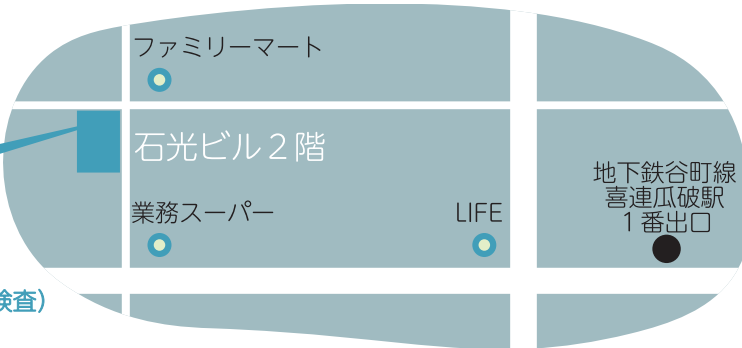 ファミリーマート
石光ビル２階
地下鉄谷町線
喜連瓜破駅
１番出口
業務スーパー
LIFE
検査）